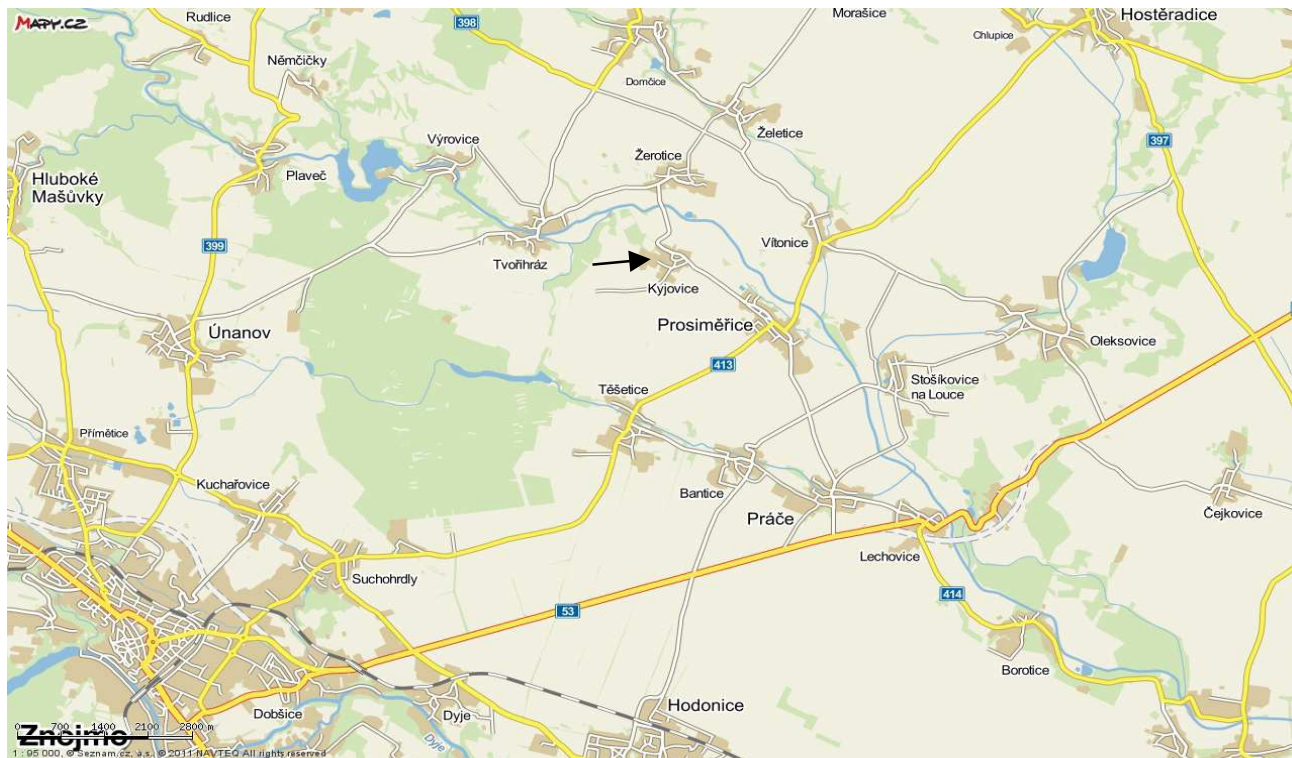 MAPY.CZ
Rudlice
398
Morašice
Hostěradice
Chlupice
Němčičky
Domčice
Výrovice
Želetice
397
Žerotice
Plaveč
Hluboké
Mašůvky
399
Vítonice
Tvořihráz
Kyjovice
Prosiměřice
Únanov
Oleksovice
413
Stošíkovice
na Louce
Těšetice
Přímětice
Kuchařovice
Bantice
Práče
Čejkovice
Lechovice
Suchohrdly
414
53
Borotice
Hodonice
Dobšice
Dyje
Dyje
Znojmo
0 700 1400 2100 2800 m
1 : 95 000, © Seznam.cz, a.s., © 2011 NAVTEQ All rights reserved